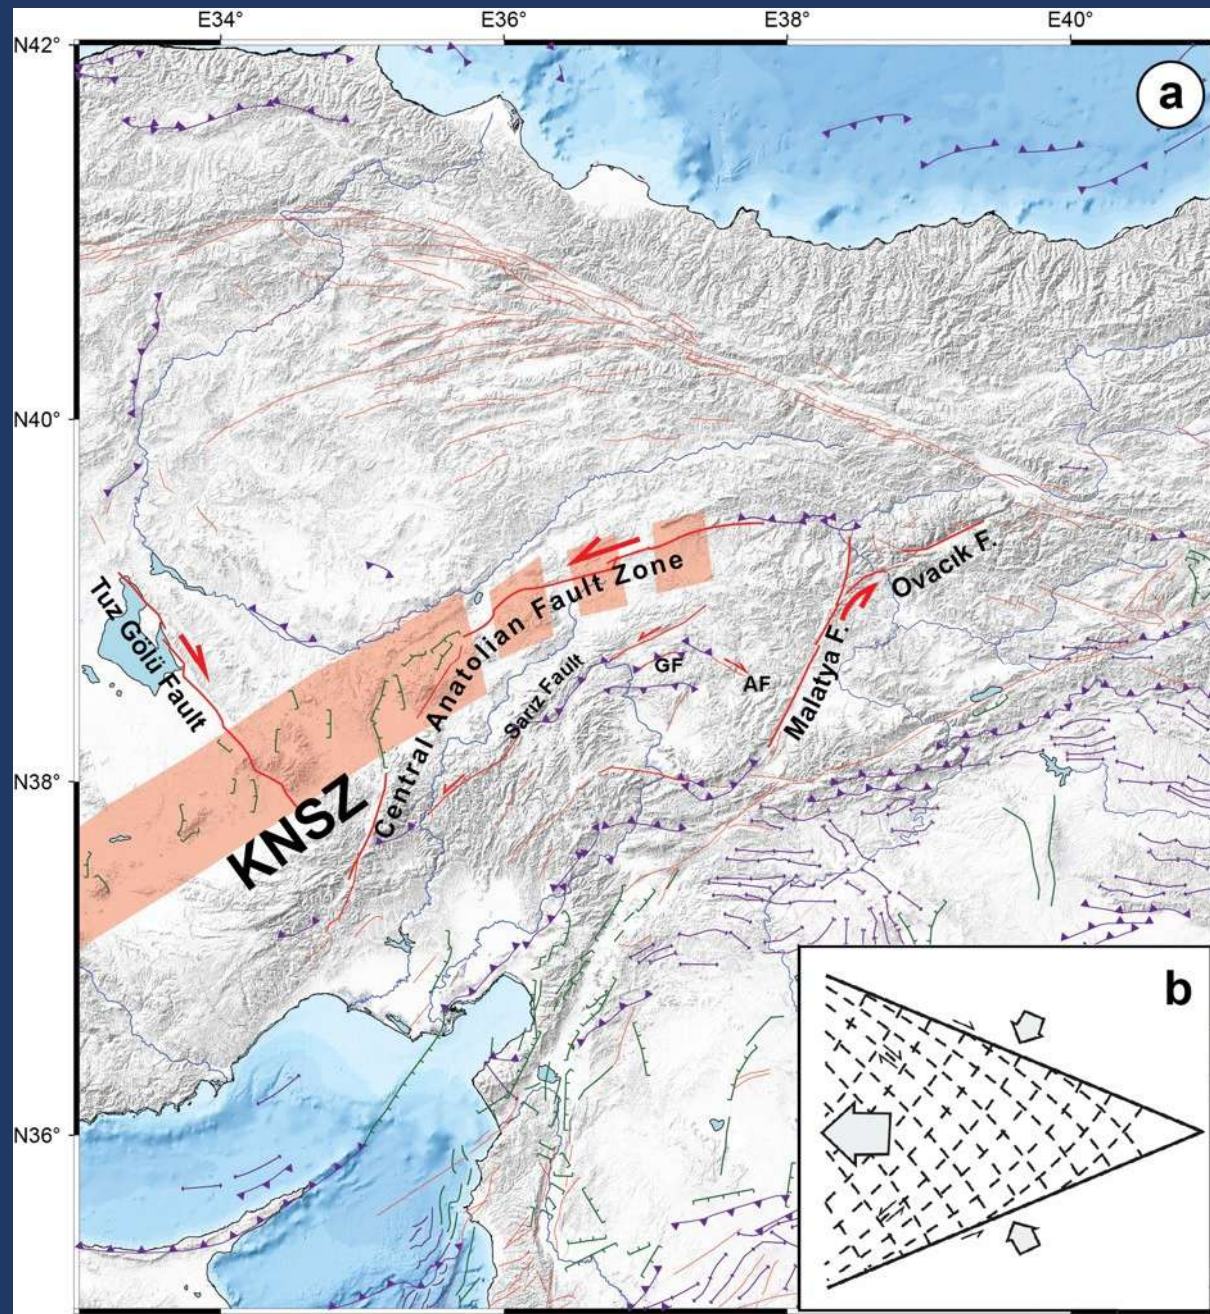 E34°
E36°
E38°
E40°
N42°
a
N40°
Tuz Gölü Fault
Central Anatolian Fault Zone
Ovacık F.
Malatya F.
Sarız Fault
GF
AF
N38°
KNSZ
b
N36°